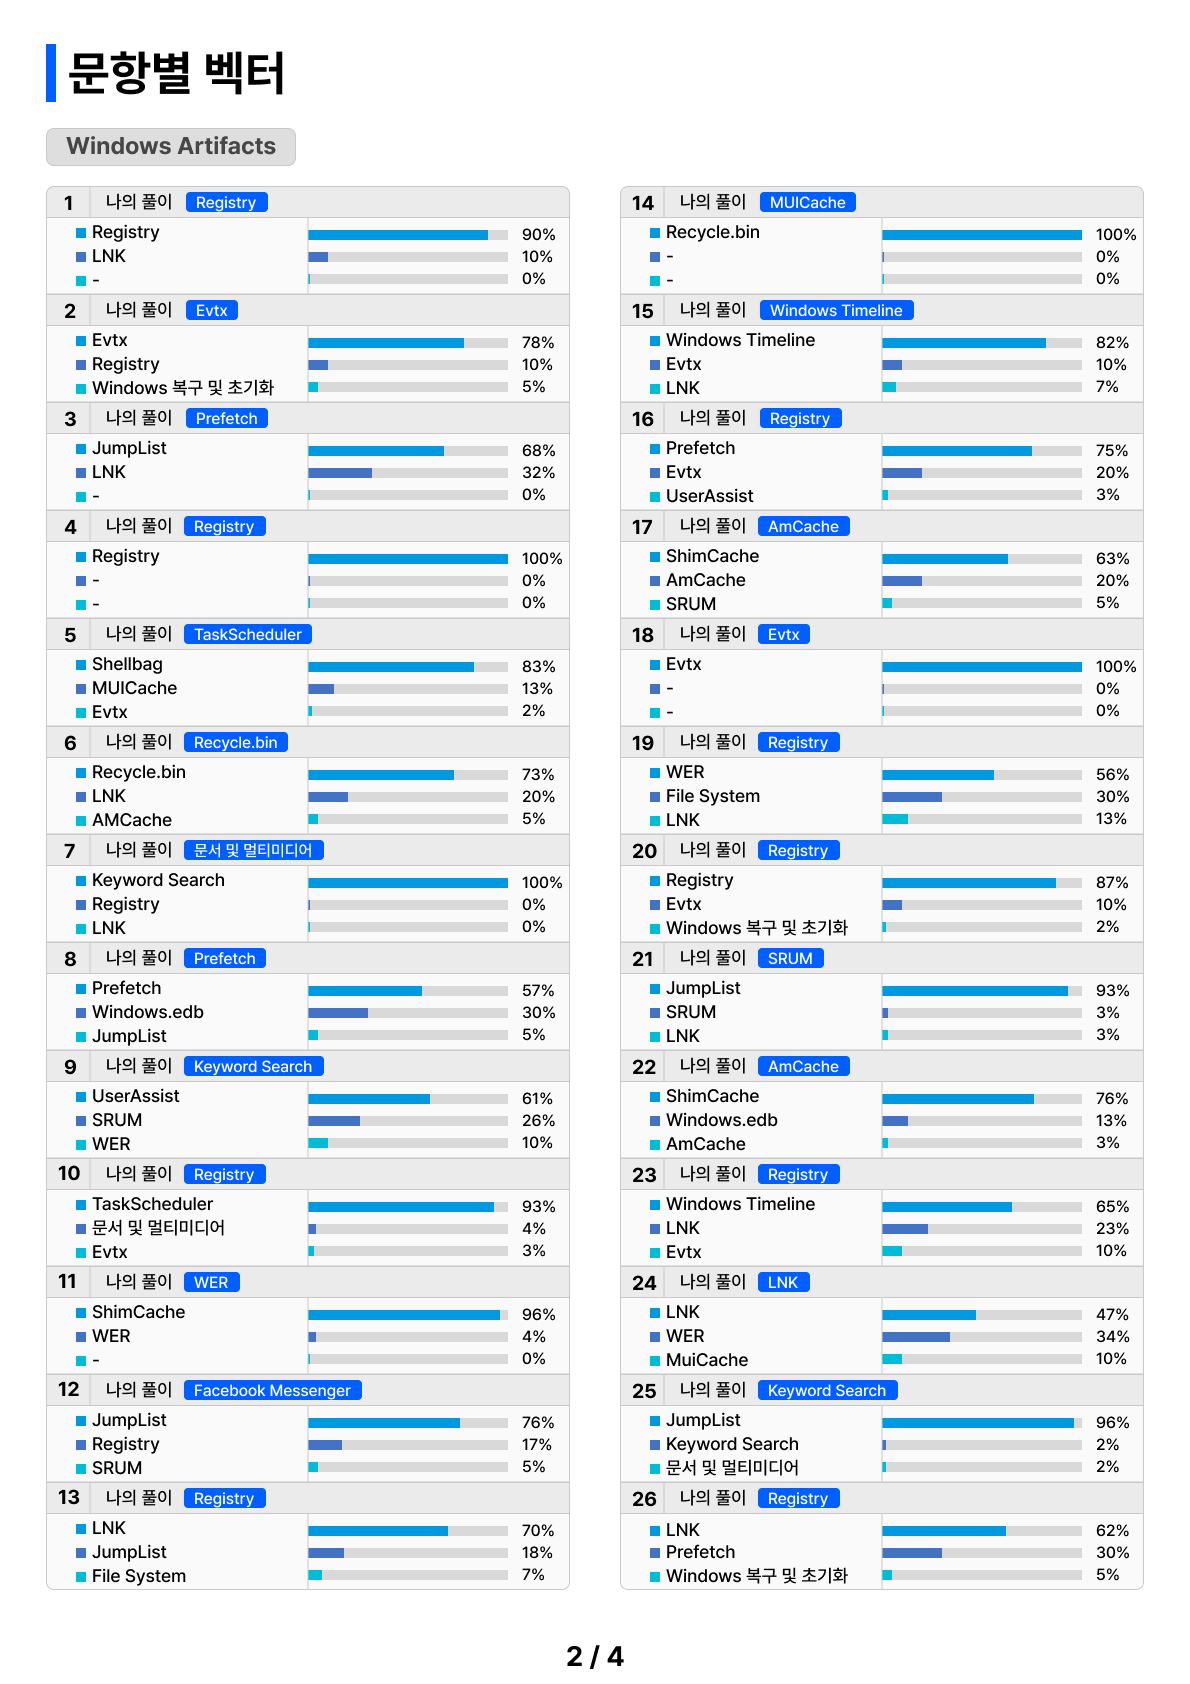 문항별 벡터
Windows Artifacts
1 나의 풀이 Registry
Registry 90%
LNK 10%
- 0%
2 나의 풀이 Evtx
Evtx 78%
Registry 10%
Windows 복구 및 초기화 5%
3 나의 풀이 Prefetch
JumpList 68%
LNK 32%
- 0%
4 나의 풀이 Registry
Registry 100%
- 0%
- 0%
5 나의 풀이 TaskScheduler
Shellbag 83%
MUICache 13%
Evtx 2%
6 나의 풀이 Recycle.bin
Recycle.bin 73%
LNK 20%
AMCache 5%
7 나의 풀이 문서 및 멀티미디어
Keyword Search 100%
Registry 0%
LNK 0%
8 나의 풀이 Prefetch
Prefetch 57%
Windows.edb 30%
JumpList 5%
9 나의 풀이 Keyword Search
UserAssist 61%
SRUM 26%
WER 10%
10 나의 풀이 Registry
TaskScheduler 93%
문서 및 멀티미디어 4%
Evtx 3%
11 나의 풀이 WER
ShimCache 96%
WER 4%
- 0%
12 나의 풀이 Facebook Messenger
JumpList 76%
Registry 17%
SRUM 5%
13 나의 풀이 Registry
LNK 70%
JumpList 18%
File System 7%
14 나의 풀이 MUICache
Recycle.bin 100%
- 0%
- 0%
15 나의 풀이 Windows Timeline
Windows Timeline 82%
Evtx 10%
LNK 7%
16 나의 풀이 Registry
Prefetch 75%
Evtx 20%
UserAssist 3%
17 나의 풀이 AmCache
ShimCache 63%
AmCache 20%
SRUM 5%
18 나의 풀이 Evtx
Evtx 100%
- 0%
- 0%
19 나의 풀이 Registry
WER 56%
File System 30%
LNK 13%
20 나의 풀이 Registry
Registry 87%
Evtx 10%
Windows 복구 및 초기화 2%
21 나의 풀이 SRUM
JumpList 93%
SRUM 3%
LNK 3%
22 나의 풀이 AmCache
ShimCache 76%
Windows.edb 13%
AmCache 3%
23 나의 풀이 Registry
Windows Timeline 65%
LNK 23%
Evtx 10%
24 나의 풀이 LNK
LNK 47%
WER 34%
MuiCache 10%
25 나의 풀이 Keyword Search
JumpList 96%
Keyword Search 2%
문서 및 멀티미디어 2%
26 나의 풀이 Registry
LNK 62%
Prefetch 30%
Windows 복구 및 초기화 5%
2 / 4